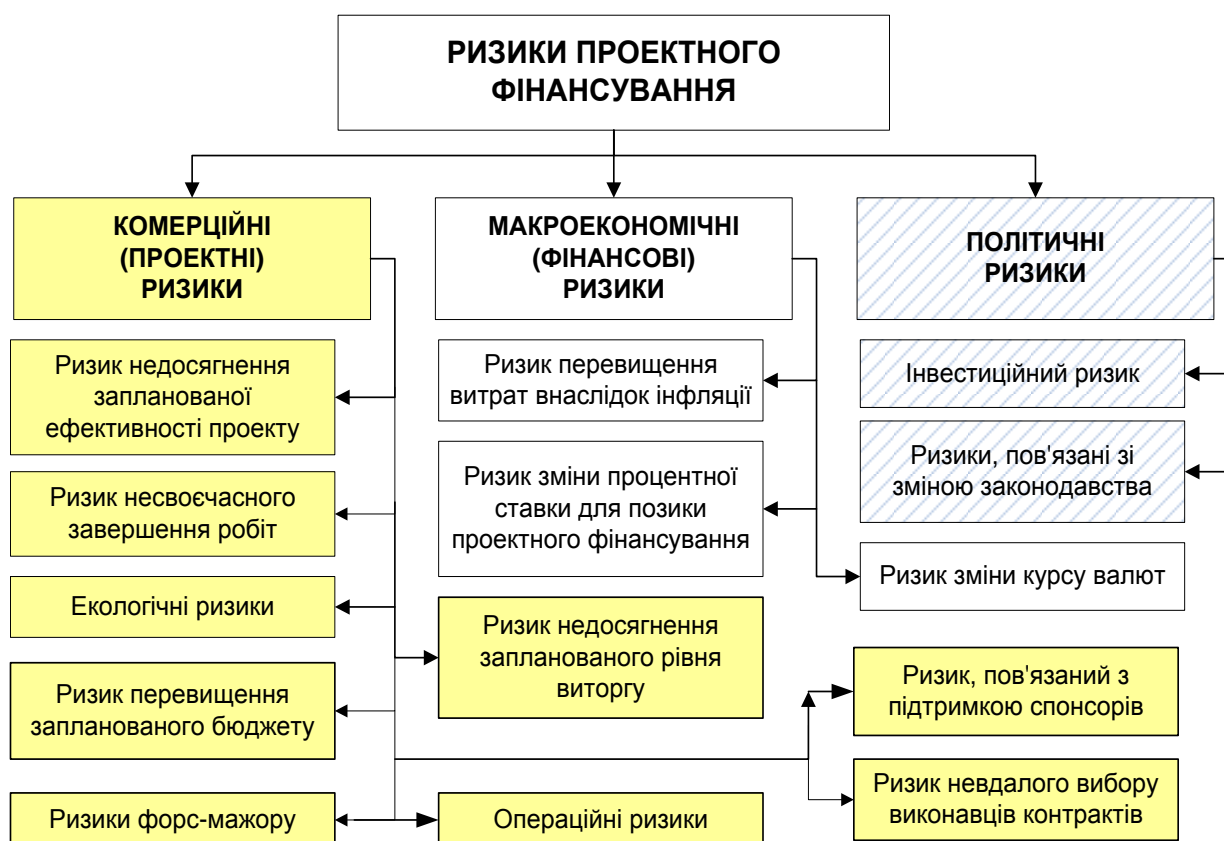 РИЗИКИ ПРОЕКТНОГО
ФІНАНСУВАННЯ
КОМЕРЦІЙНІ
(ПРОЕКТНІ)
РИЗИКИ
МАКРОЕКОНОМІЧНІ
(ФІНАНСОВІ)
РИЗИКИ
ПОЛІТИЧНІ
РИЗИКИ
Ризик недосягнення
запланованої
ефективності проекту
Ризик несвоєчасного
завершення робіт
Екологічні ризики
Ризик перевищення
запланованого бюджету
Ризики форс-мажору
Ризик перевищення
витрат внаслідок інфляції
Ризик зміни процентної
ставки для позики
проектного фінансування
Ризик недосягнення
запланованого рівня
виторгу
Операційні ризики
Інвестиційний ризик
Ризики, пов'язані зі
зміною законодавства
Ризик зміни курсу валют
Ризик, пов'язаний з
підтримкою спонсорів
Ризик невдалого вибору
виконавців контрактів